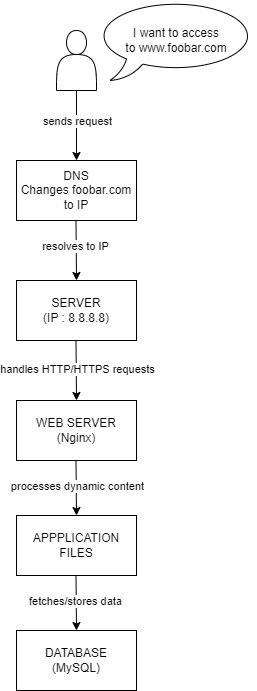 I want to access
to www.foobar.com
sends request
DNS
Changes foobar.com
to IP
resolves to IP
SERVER
(IP : 8.8.8.8)
handles HTTP/HTTPS requests
WEB SERVER
(Nginx)
processes dynamic content
APPPLICATION
FILES
fetches/stores data
DATABASE
(MySQL)